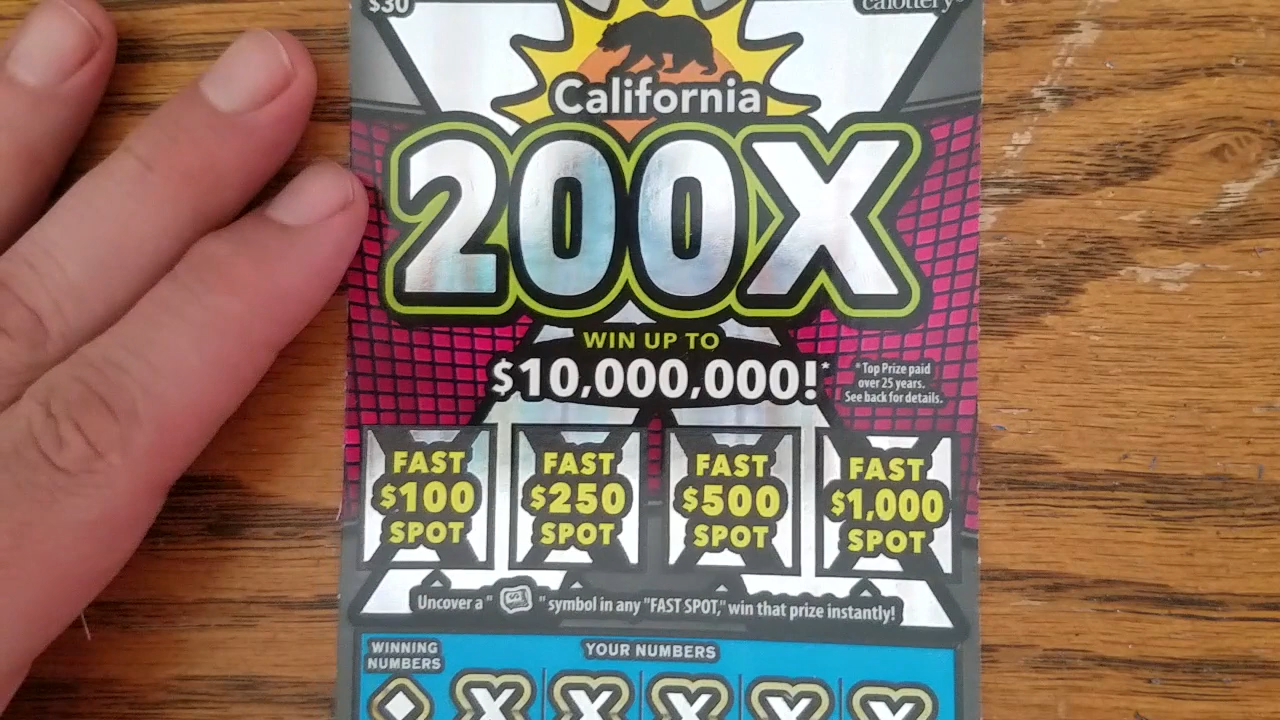 $30
calottery
California
200X
WIN UP TO
$10,000,000!*
*Top Prize paid
over 25 years.
See back for details.
FAST
$100
SPOT
FAST
$250
SPOT
FAST
$500
SPOT
FAST
$1,000
SPOT
Uncover a " " symbol in any "FAST SPOT," win that prize instantly!
WINNING
NUMBERS
YOUR NUMBERS
X X X X X